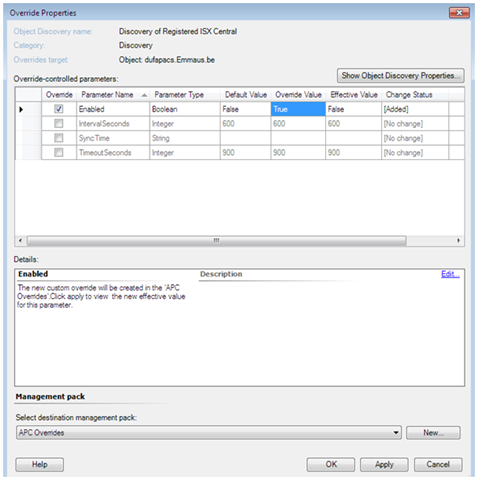 Override Properties
Object Discovery name: Discovery of Registered ISX Central
Category: Discovery
Overrides target: Object: dufapacs.Emmaus.be
Override-controlled parameters: Show Object Discovery Properties...
Override Parameter Name Parameter Type Default Value Override Value Effective Value Change Status
Enabled Boolean False True False [Added]
IntervalSeconds Integer 600 600 600 [No change]
SyncTime String [No change]
TimeoutSeconds Integer 900 900 900 [No change]
Details:
Enabled Description Edit...
The new custom override will be created in the 'APC
Overrides'.Click apply to view the new effective value
for this parameter.
Management pack
Select destination management pack:
APC Overrides New...
Help OK Apply Cancel